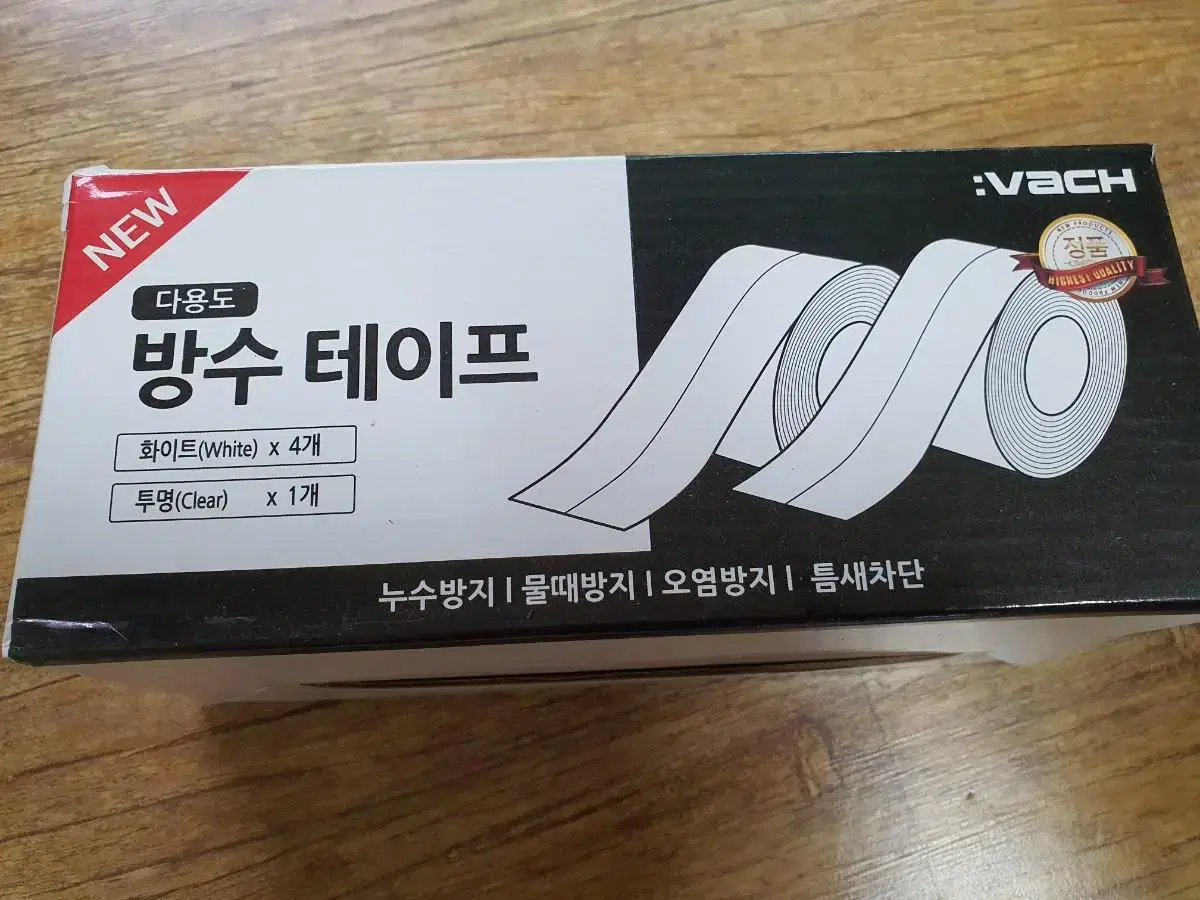 NEW
:VACH
NEW PRODUCTS
정품
HIGHEST QUALITY
다용도
방수 테이프
화이트(White) x 4개
투명(Clear) x 1개
누수방지 | 물때방지 | 오염방지 | 틈새차단